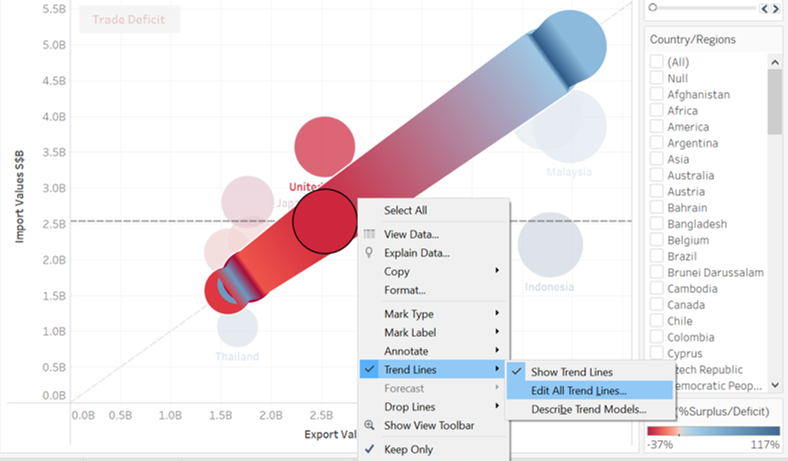 Trade Deficit
5.5B
5.0B
4.5B
4.0B
3.5B
3.0B
2.5B
2.0B
1.5B
1.0B
0.5B
0.0B
Import Values S$B
0.0B 0.5B 1.0B 1.5B 2.0B 2.5B
Export Val
Malaysia
Indonesia
Thailand
Select All
View Data...
Explain Data...
Copy
Format...
Mark Type
Mark Label
Annotate
Trend Lines
Forecast
Drop Lines
Show View Toolbar
Keep Only
Show Trend Lines
Edit All Trend Lines...
Describe Trend Models...
Country/Regions
(All)
Null
Afghanistan
Africa
America
Argentina
Asia
Australia
Austria
Bahrain
Bangladesh
Belgium
Brazil
Brunei Darussalam
Cambodia
Canada
Chile
Colombia
Cyprus
zech Republic
emocratic Peop...
(%Surplus/Deficit)
-37% 117%